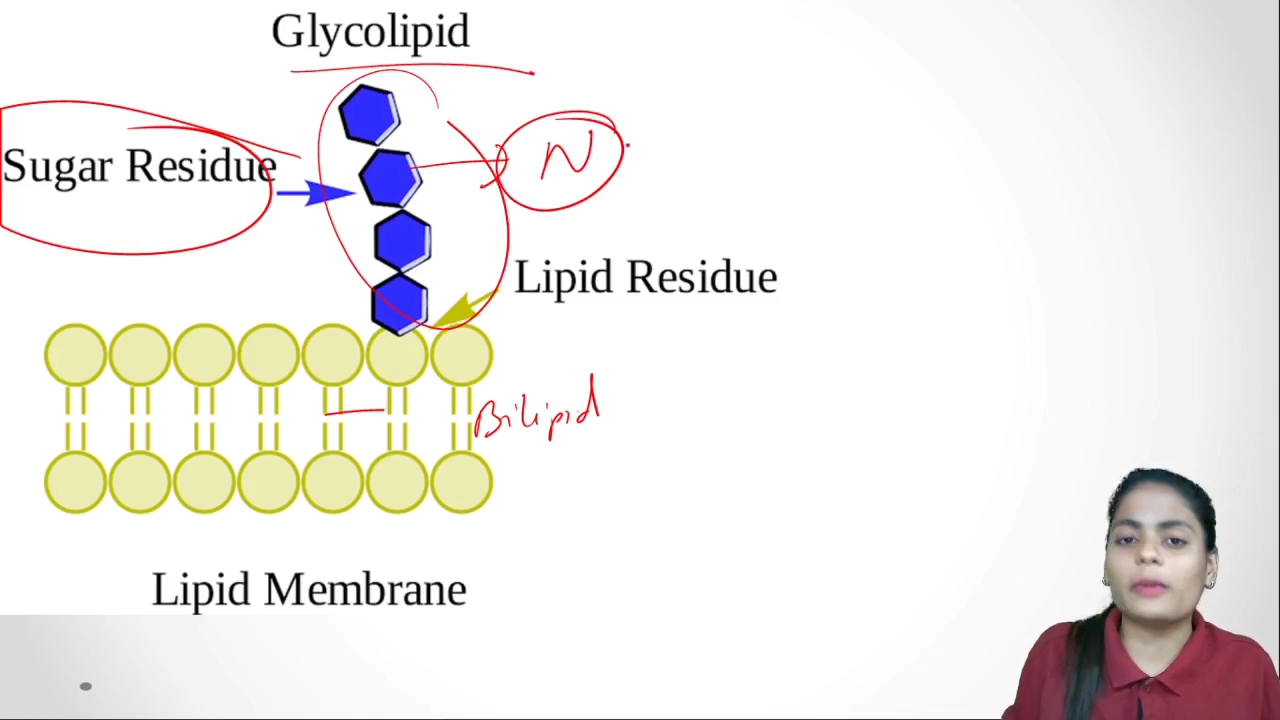 Glycolipid
Sugar Residue
N
Lipid Residue
Bilipid
Lipid Membrane